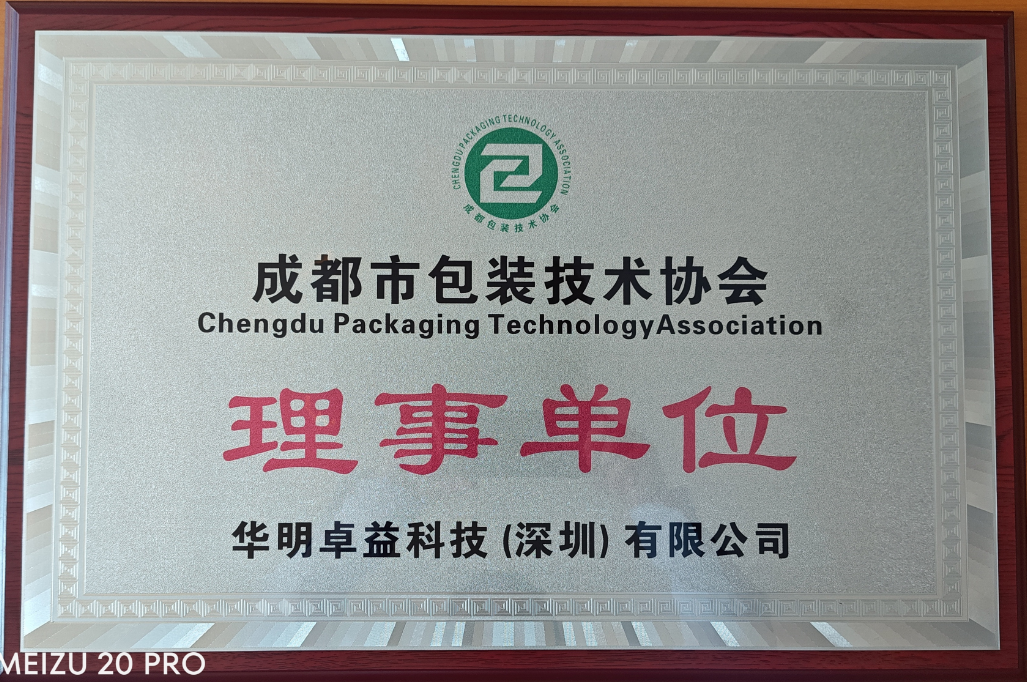 CHENGDU PACKAGING TECHNOLOGY ASSOCIATION
成都包装技术协会
成都市包装技术协会
Chengdu Packaging TechnologyAssociation
理事单位
华明卓益科技(深圳)有限公司
MEIZU 20 PRO